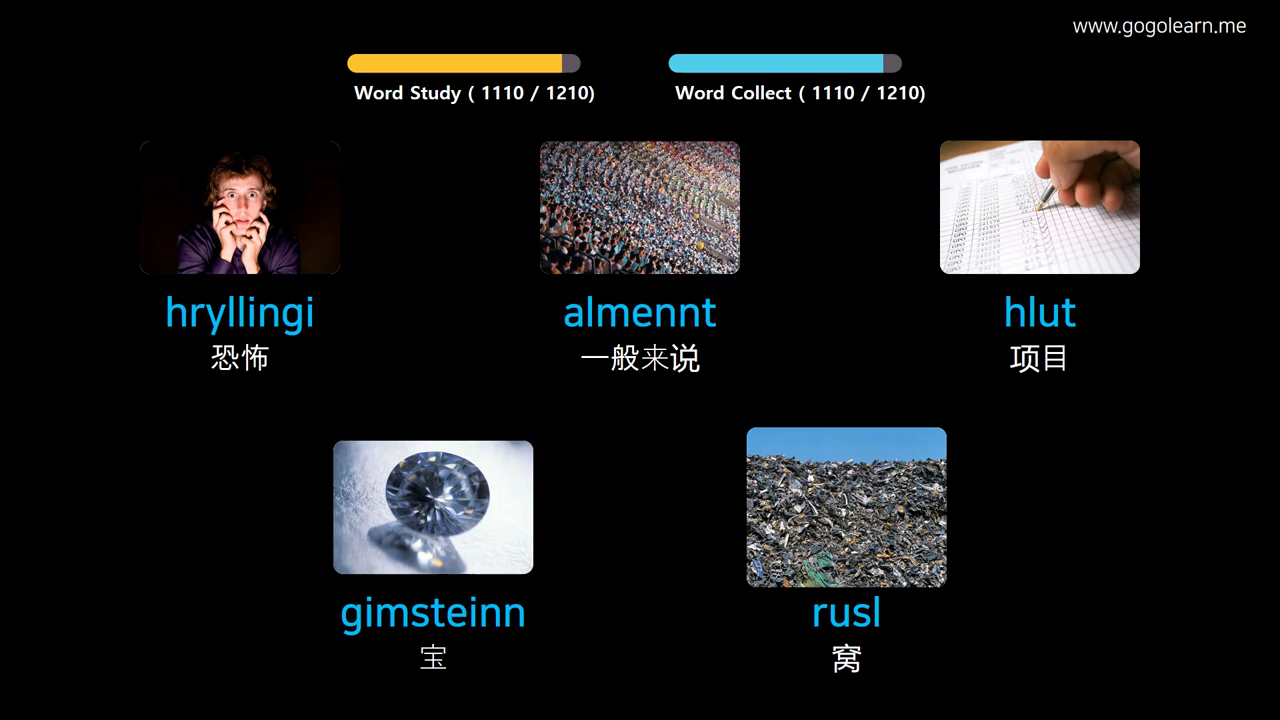 www.gogolearn.me
Word Study ( 1110 / 1210)
Word Collect ( 1110 / 1210)
hryllingi
恐怖
almennt
一般来说
hlut
项目
gimsteinn
宝
rusl
窝